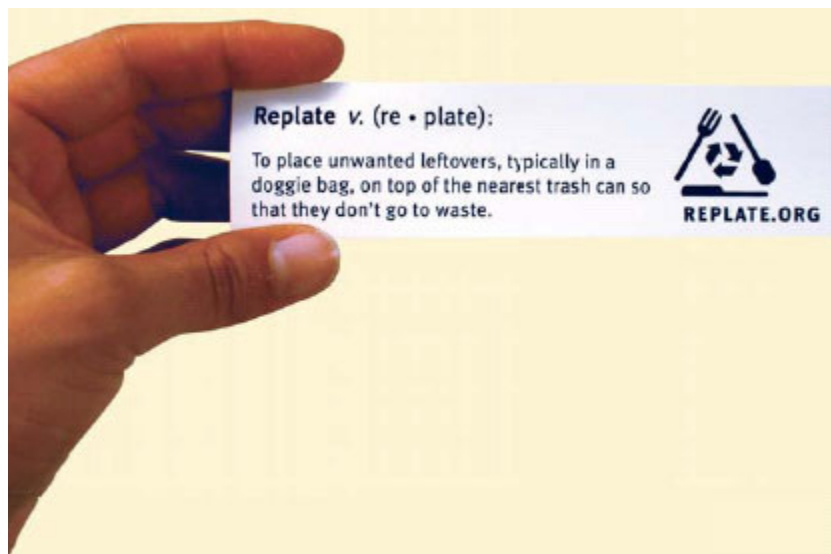 Replate v. (re • plate):
To place unwanted leftovers, typically in a
doggie bag, on top of the nearest trash can so
that they don't go to waste.
REPLATE.ORG